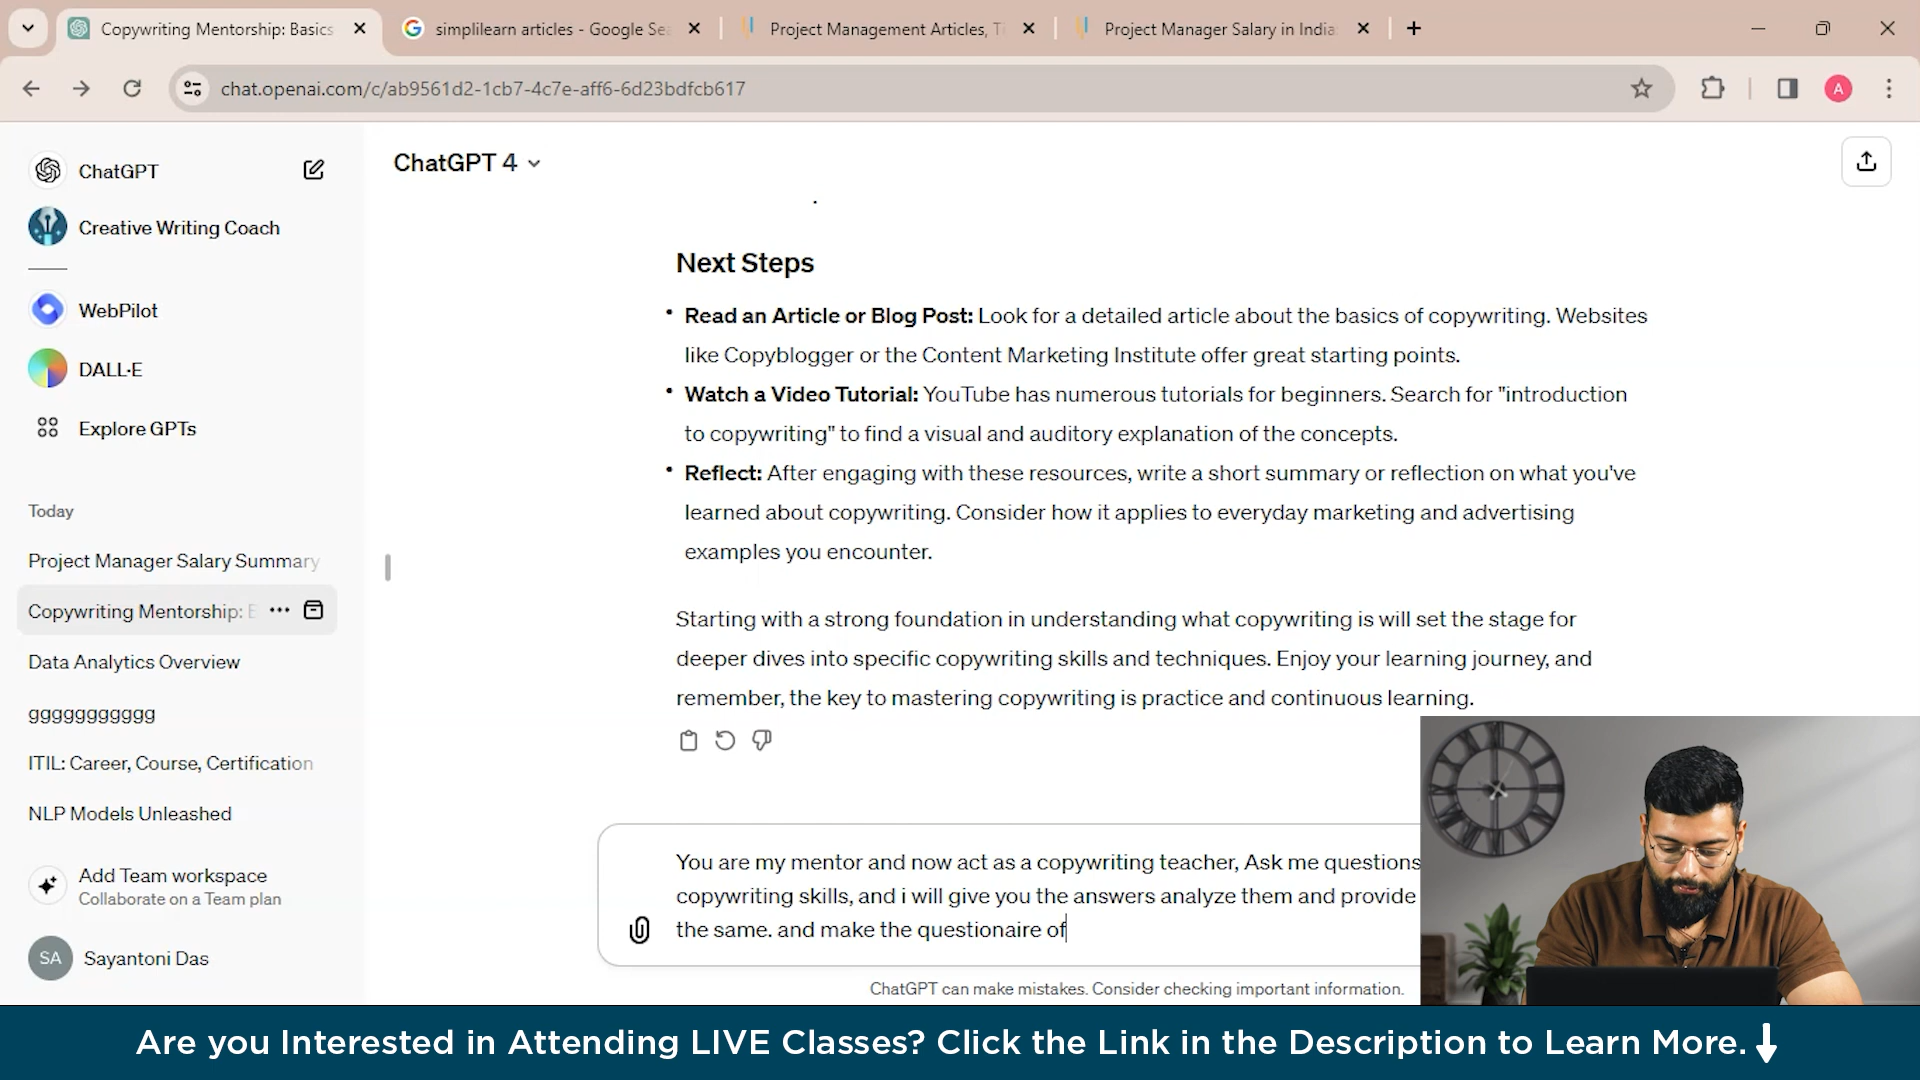 Copywriting Mentorship: Basics
simplilearn articles - Google Se
Project Management Articles, Ti
Project Manager Salary in India
chat.openai.com/c/ab9561d2-1cb7-4c7e-aff6-6d23bdfcb617
A
ChatGPT
Creative Writing Coach
WebPilot
DALL·E
Explore GPTs
Today
Project Manager Salary Summary
Copywriting Mentorship: B
Data Analytics Overview
ggggggggggg
ITIL: Career, Course, Certification
NLP Models Unleashed
Add Team workspace
Collaborate on a Team plan
SA
Sayantoni Das
ChatGPT 4
Next Steps
• Read an Article or Blog Post: Look for a detailed article about the basics of copywriting. Websites
like Copyblogger or the Content Marketing Institute offer great starting points.
• Watch a Video Tutorial: YouTube has numerous tutorials for beginners. Search for "introduction
to copywriting" to find a visual and auditory explanation of the concepts.
• Reflect: After engaging with these resources, write a short summary or reflection on what you've
learned about copywriting. Consider how it applies to everyday marketing and advertising
examples you encounter.
Starting with a strong foundation in understanding what copywriting is will set the stage for
deeper dives into specific copywriting skills and techniques. Enjoy your learning journey, and
remember, the key to mastering copywriting is practice and continuous learning.
You are my mentor and now act as a copywriting teacher, Ask me questions
copywriting skills, and i will give you the answers analyze them and provide
the same. and make the questionaire of
ChatGPT can make mistakes. Consider checking important information.
Are you Interested in Attending LIVE Classes? Click the Link in the Description to Learn More.